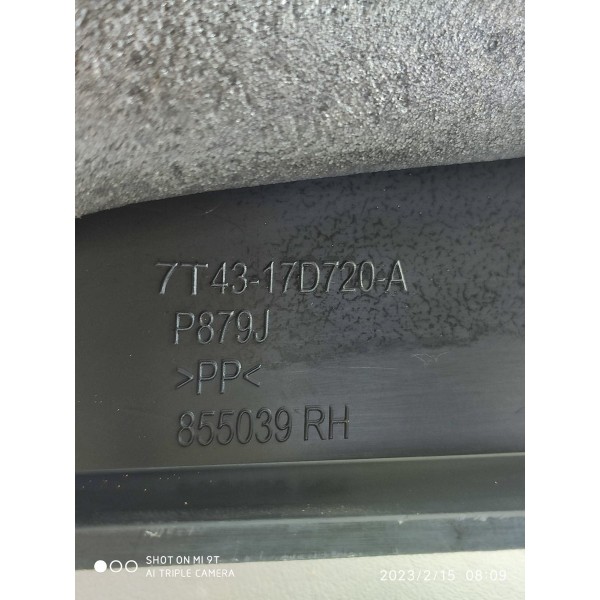 7T43-17D720-A
P879J
>PP<
855039 RH
SHOT ON MI 9T
AI TRIPLE CAMERA
2023/2/15 08:09